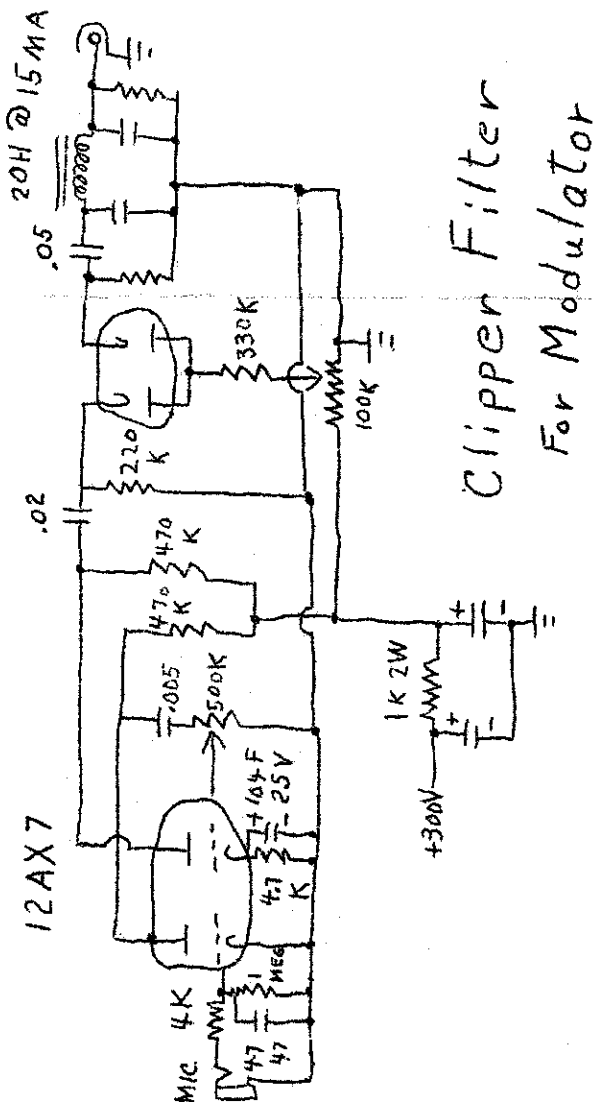 12AX7
.02
.05
20H @ 15MA
MIC
4K
47
47
1
MEG
4.7
K
+10µF
- 25V
.005
500K
470
K
470
K
220
K
330K
100K
+300V
1K 2W
+
-
+
-
Clipper Filter
For Modulator